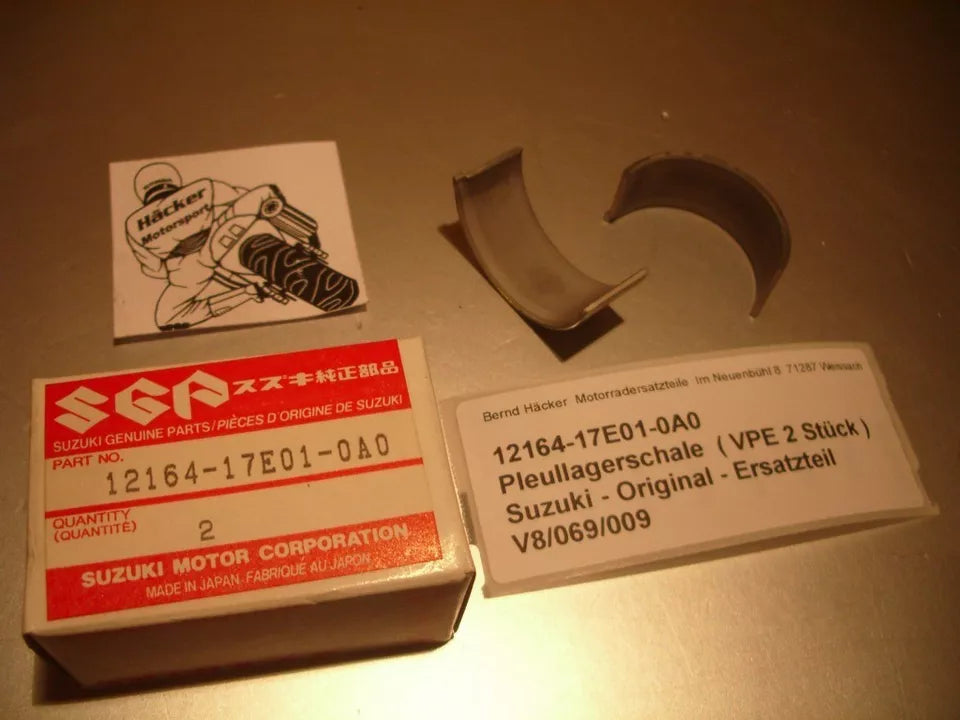 Häcker
Motorsport
SGP スズキ純正部品
SUZUKI GENUINE PARTS/PIÈCES D'ORIGINE DE SUZUKI
PART NO.
12164-17E01-0A0
QUANTITY
(QUANTITÉ)
2
SUZUKI MOTOR CORPORATION
MADE IN JAPAN-FABRIQUÉ AU JAPON
Bernd Häcker Motorradersatzteile Im Neuenbühl 8 71287 Weissach
12164-17E01-0A0
Pleullagerschale ( VPE 2 Stück )
Suzuki - Original - Ersatzteil
V8/069/009